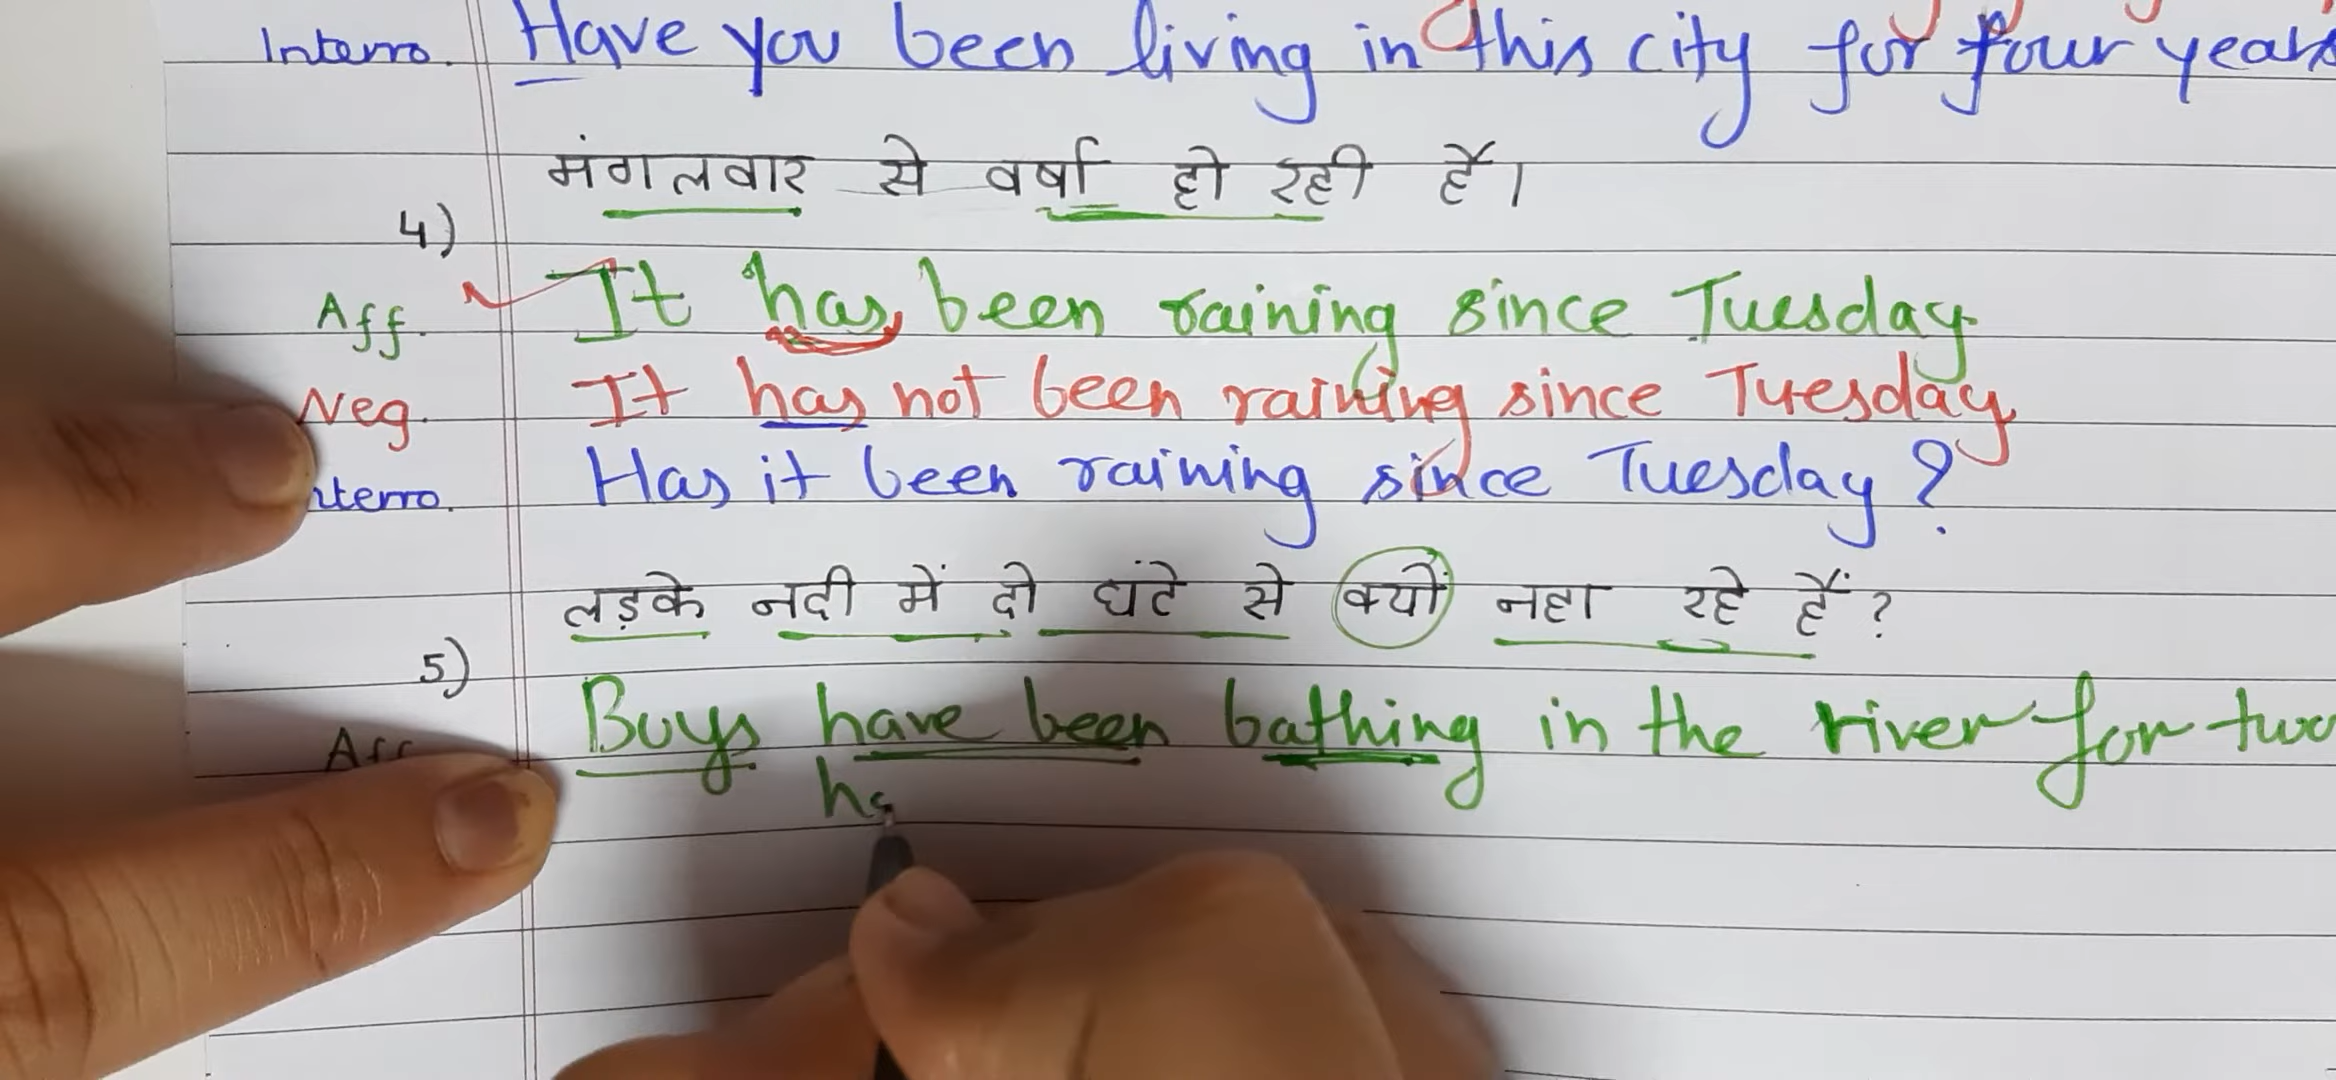 Interro. Have you been living in this city for four years
मंगलवार से वर्षा हो रही हैं।
4)
Aff. It has been raining since Tuesday.
Neg. It has not been raining since Tuesday
nterro. Has it been raining since Tuesday?
लड़के नदी में दो घंटे से क्यों नहा रहे हैं?
5)
Boys have been bathing in the river for two